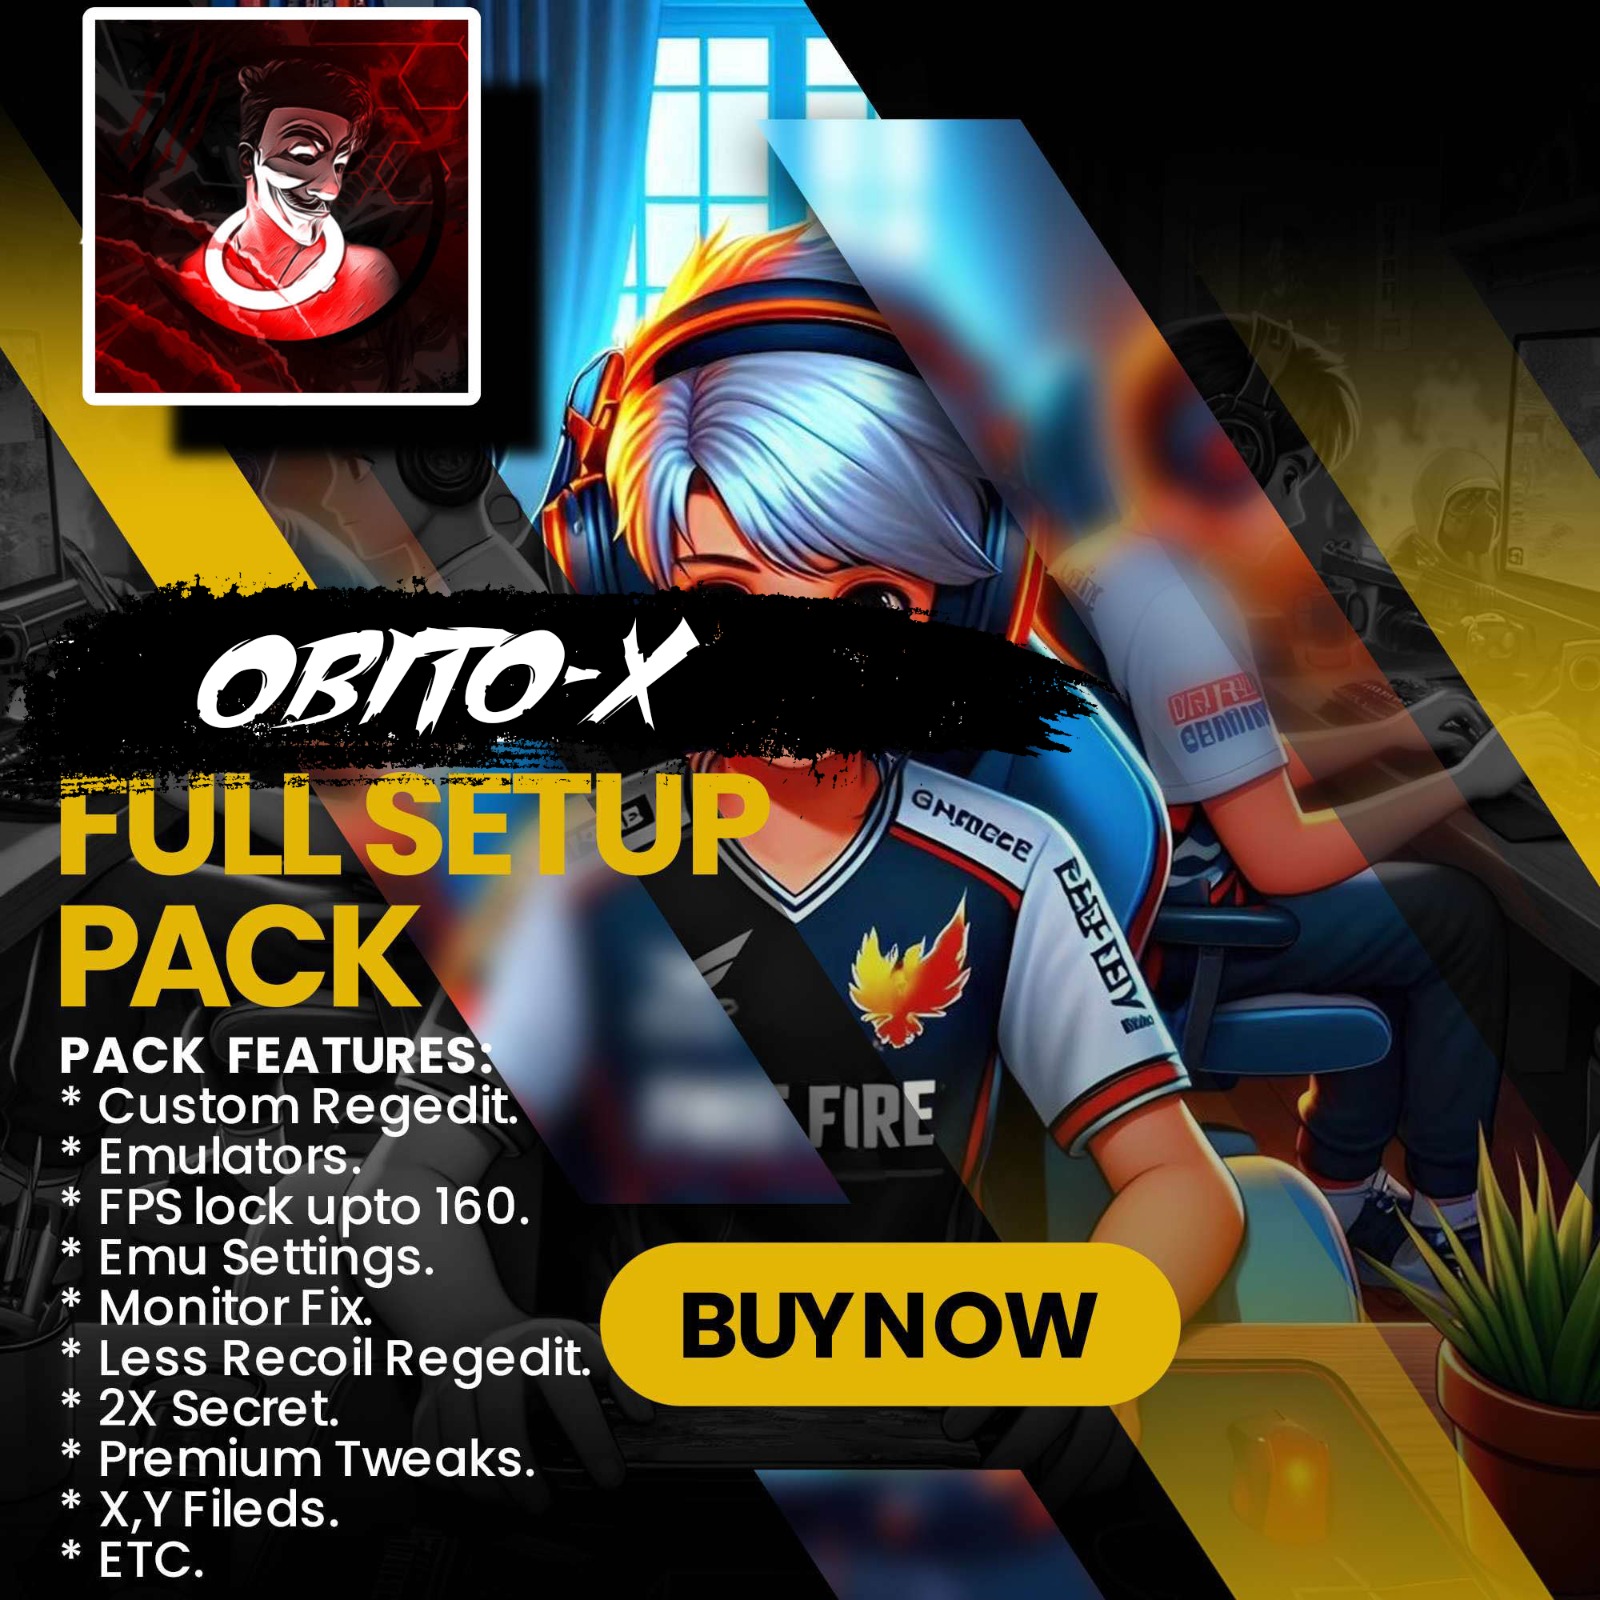 OBITO-X
FULL SETUP
PACK
PACK FEATURES:
* Custom Regedit.
* Emulators.
* FPS lock upto 160.
* Emu Settings.
* Monitor Fix.
* Less Recoil Regedit.
* 2X Secret.
* Premium Tweaks.
* X,Y Fileds.
* ETC.
BUY NOW
FIRE